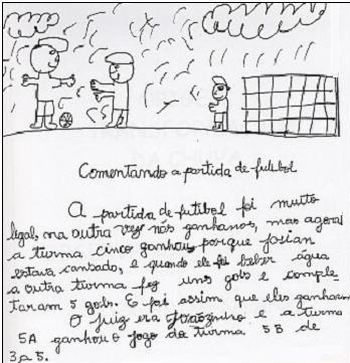 Comentando a partida de futebol
A partida de futibol foi muito
legal, na outra vez nós ganhamos, mas agora
a turma cinco ganhou porque Josian
estava cansado, e quando ele foi beber água
a outra turma fez uns gols e comple
taram 5 gols. E foi assim que eles ganharam
O juiz era Joãozinho e a turma
5A ganhou o jogo da turma 5B de
3 a 5.